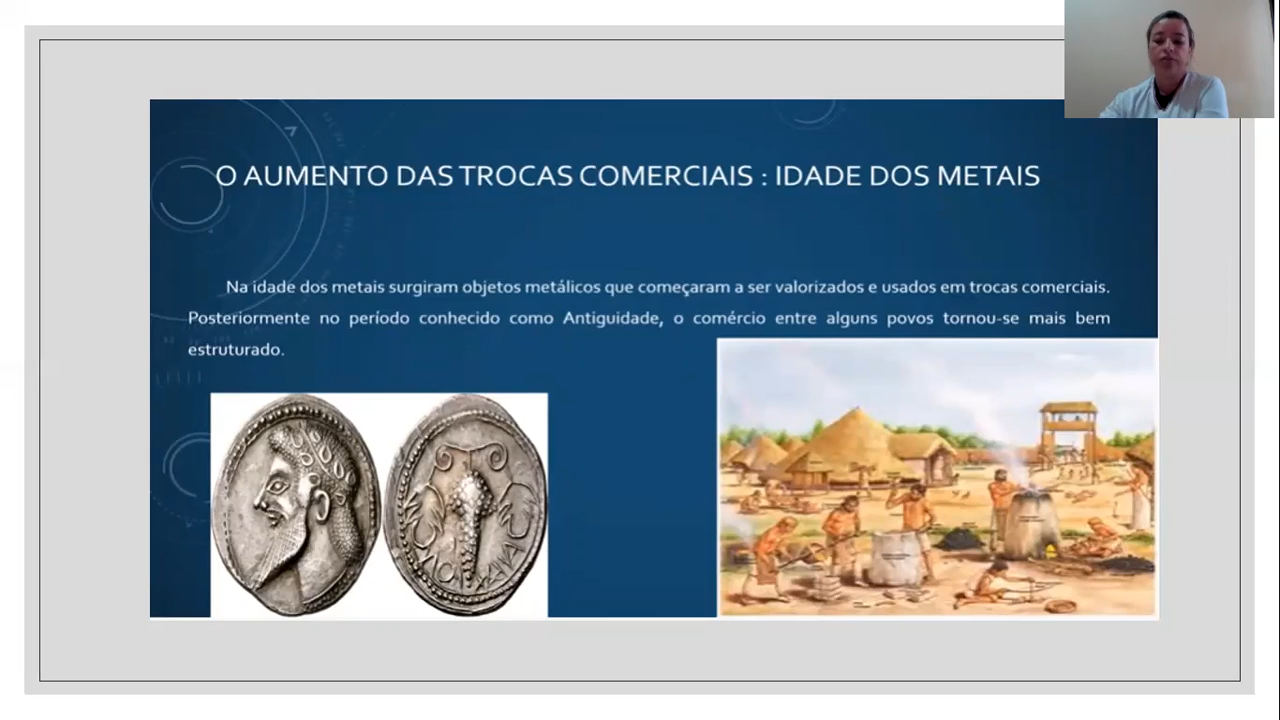 O AUMENTO DAS TROCAS COMERCIAIS : IDADE DOS METAIS
Na idade dos metais surgiram objetos metálicos que começaram a ser valorizados e usados em trocas comerciais.
Posteriormente no período conhecido como Antiguidade, o comércio entre alguns povos tornou-se mais bem
estruturado.